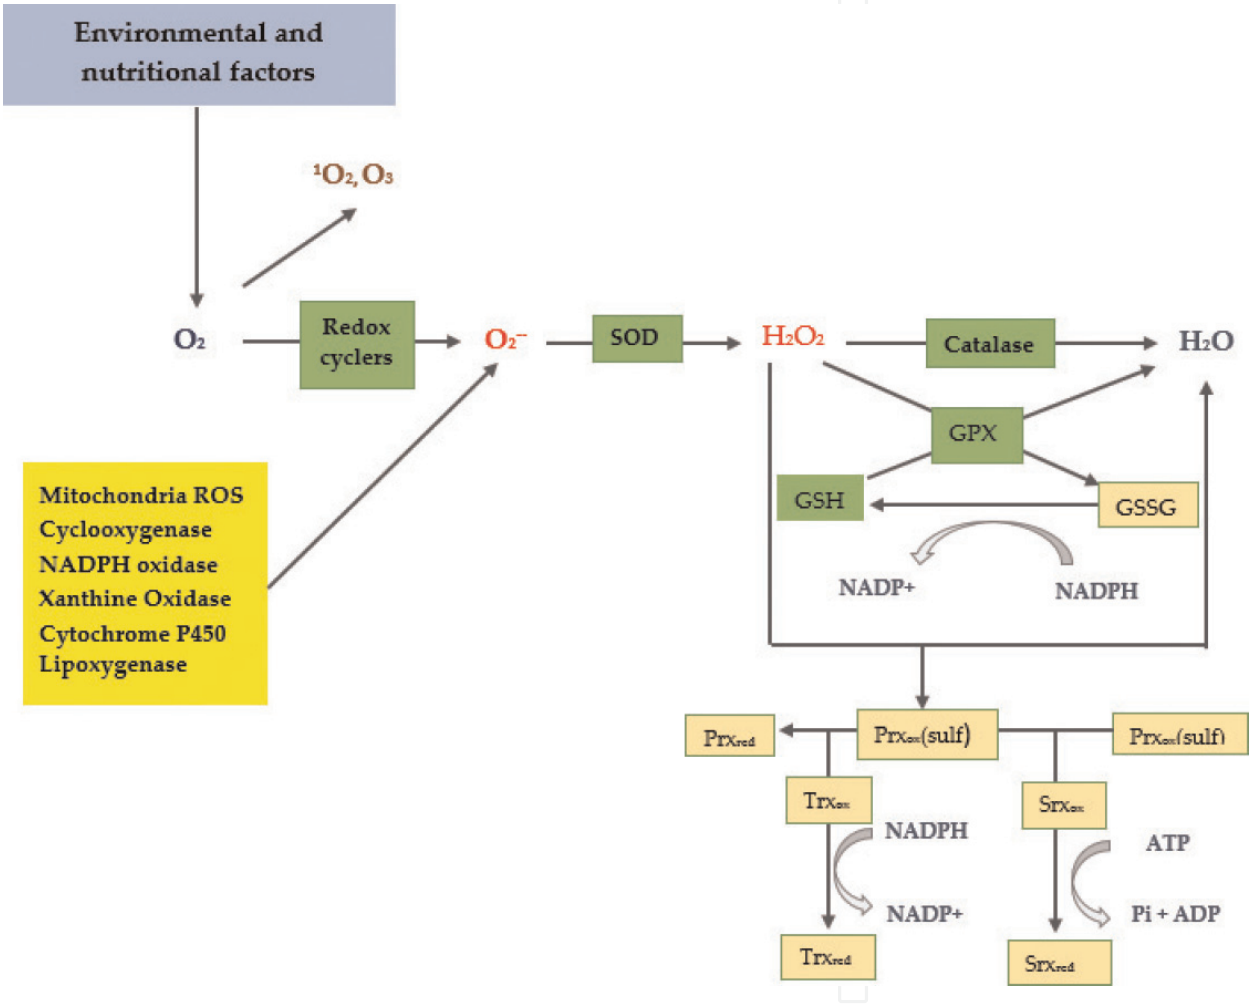 Environmental and
nutritional factors
¹O₂, O₃
O₂
Redox
cyclers
O₂⁻
SOD
H₂O₂
Catalase
H₂O
GPX
GSH
GSSG
NADP+
NADPH
Mitochondria ROS
Cyclooxygenase
NADPH oxidase
Xanthine Oxidase
Cytochrome P450
Lipoxygenase
Prxred
Prxox(sulf)
Prxox(sulf)
Trxox
Srxox
NADPH
ATP
NADP+
Pi + ADP
Trxred
Srxred